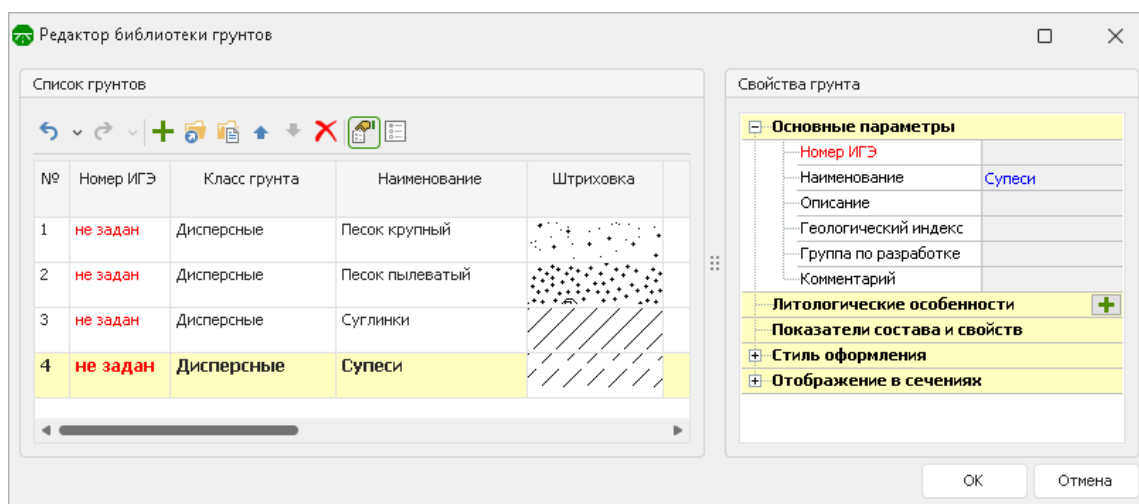 Редактор библиотеки грунтов
Список грунтов
№ Номер ИГЭ Класс грунта Наименование Штриховка
1 не задан Дисперсные Песок крупный
2 не задан Дисперсные Песок пылеватый
3 не задан Дисперсные Суглинки
4 не задан Дисперсные Супеси
Свойства грунта
Основные параметры
Номер ИГЭ
Наименование Супеси
Описание
Геологический индекс
Группа по разработке
Комментарий
Литологические особенности
Показатели состава и свойств
Стиль оформления
Отображение в сечениях
ОК Отмена